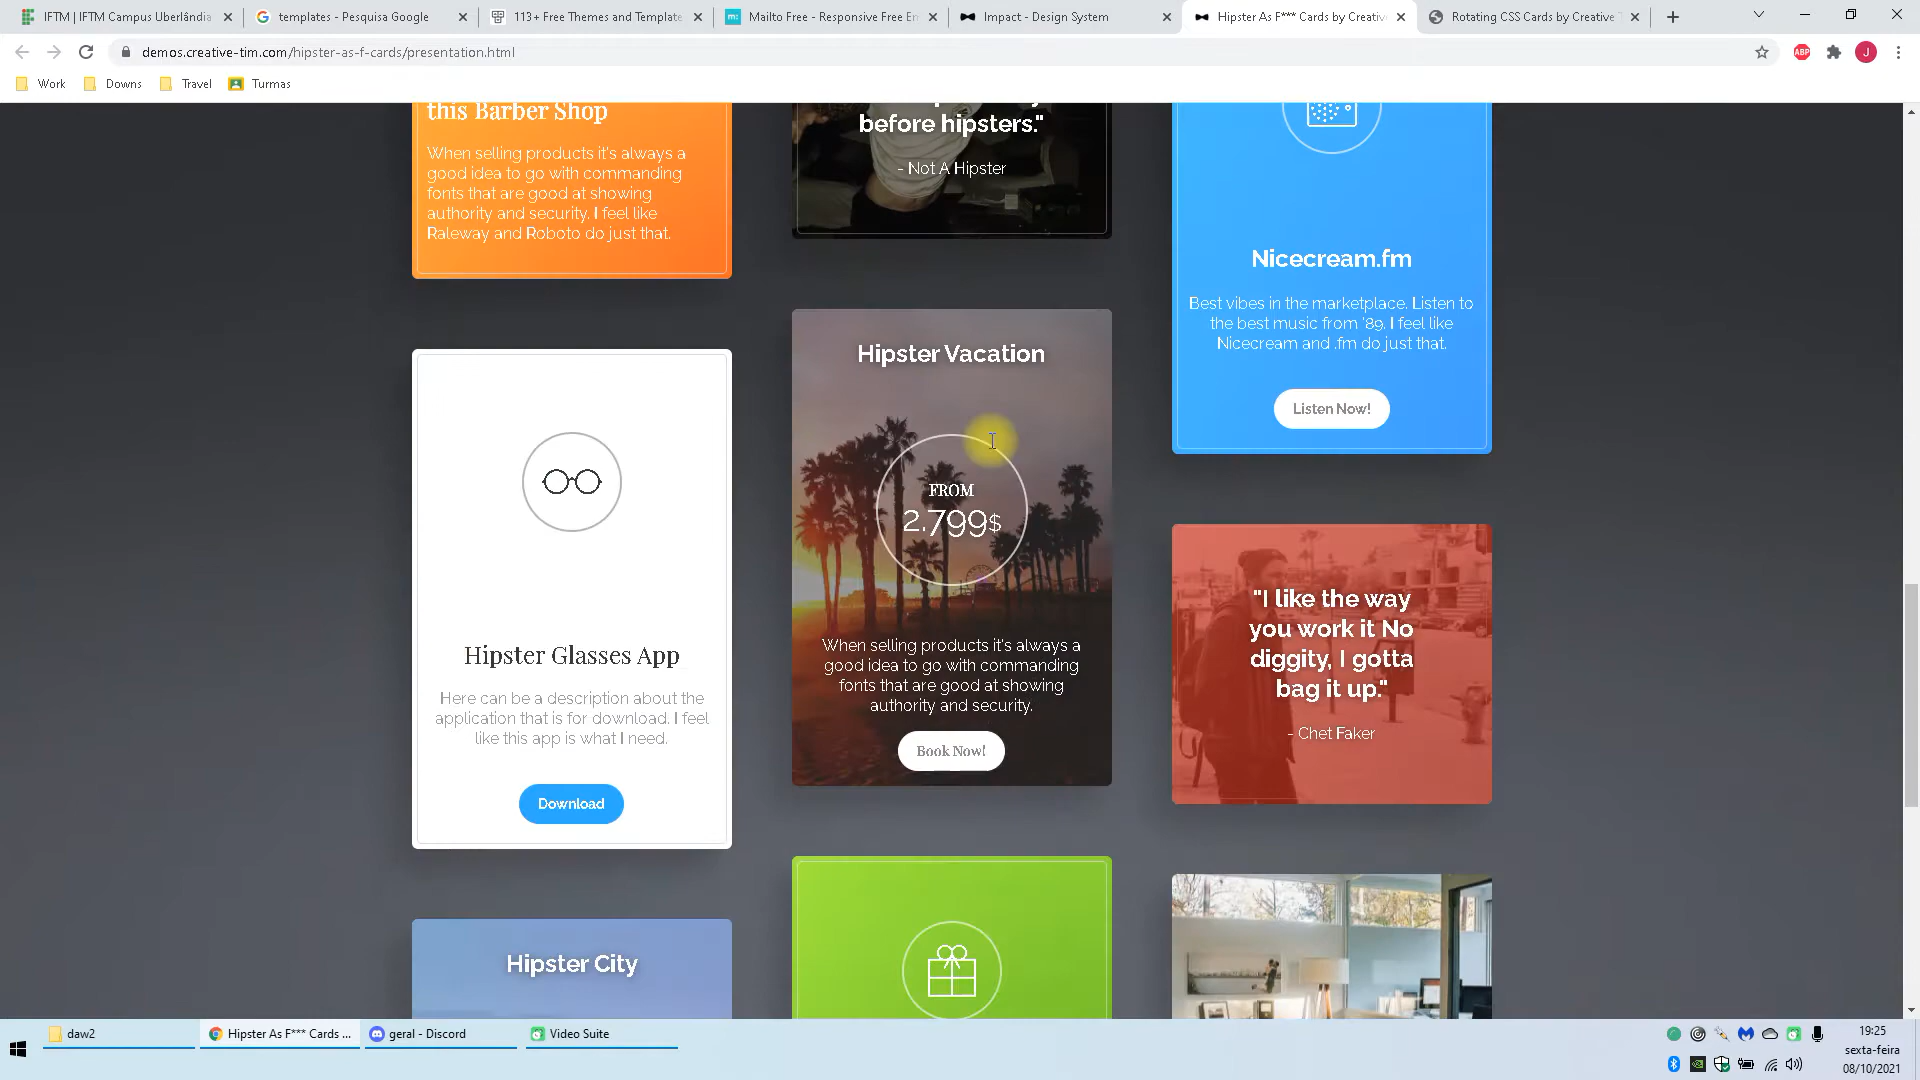 IFTM | IFTM Campus Uberlândia
templates - Pesquisa Google
113+ Free Themes and Template
Mailto Free - Responsive Free Em
Impact - Design System
Hipster As F*** Cards by Creative
Rotating CSS Cards by Creative T
demos.creative-tim.com/hipster-as-f-cards/presentation.html
ABP
J
Work
Downs
Travel
Turmas
this Barber Shop
When selling products it's always a
good idea to go with commanding
fonts that are good at showing
authority and security. I feel like
Raleway and Roboto do just that.
before hipsters."
- Not A Hipster
Nicecream.fm
Best vibes in the marketplace. Listen to
the best music from '89. I feel like
Nicecream and .fm do just that.
Listen Now!
Hipster Glasses App
Here can be a description about the
application that is for download. I feel
like this app is what I need.
Download
Hipster Vacation
FROM
2.799$
When selling products it's always a
good idea to go with commanding
fonts that are good at showing
authority and security.
Book Now!
"I like the way
you work it No
diggity, I gotta
bag it up."
- Chet Faker
Hipster City
daw2
Hipster As F*** Cards ...
geral - Discord
Video Suite
19:25
sexta-feira
08/10/2021